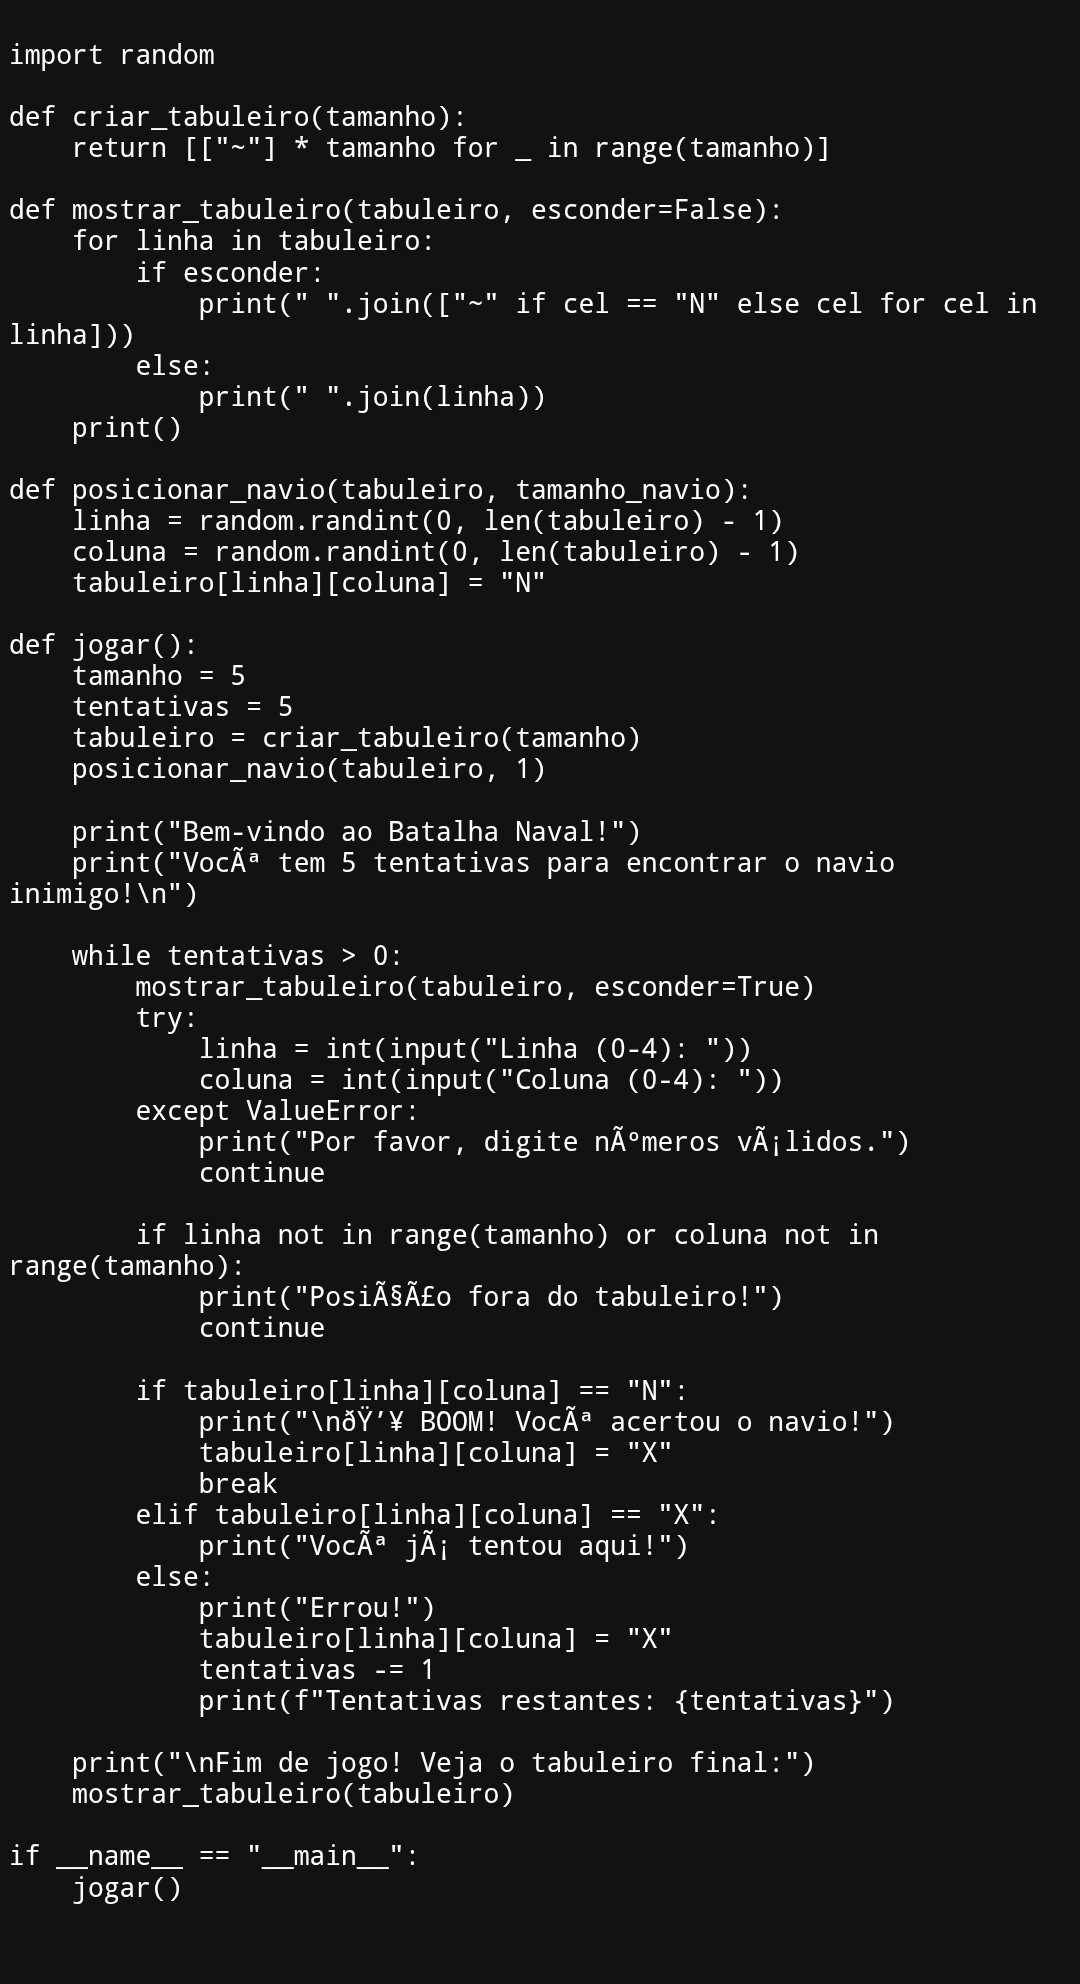 import random

def criar_tabuleiro(tamanho):
    return [["~"] * tamanho for _ in range(tamanho)]

def mostrar_tabuleiro(tabuleiro, esconder=False):
    for linha in tabuleiro:
        if esconder:
            print(" ".join(["~" if cel == "N" else cel for cel in
linha]))
        else:
            print(" ".join(linha))
    print()

def posicionar_navio(tabuleiro, tamanho_navio):
    linha = random.randint(0, len(tabuleiro) - 1)
    coluna = random.randint(0, len(tabuleiro) - 1)
    tabuleiro[linha][coluna] = "N"

def jogar():
    tamanho = 5
    tentativas = 5
    tabuleiro = criar_tabuleiro(tamanho)
    posicionar_navio(tabuleiro, 1)

    print("Bem-vindo ao Batalha Naval!")
    print("VocÃª tem 5 tentativas para encontrar o navio
inimigo!\n")

    while tentativas > 0:
        mostrar_tabuleiro(tabuleiro, esconder=True)
        try:
            linha = int(input("Linha (0-4): "))
            coluna = int(input("Coluna (0-4): "))
        except ValueError:
            print("Por favor, digite nÃºmeros vÃ¡lidos.")
            continue

        if linha not in range(tamanho) or coluna not in
range(tamanho):
            print("PosiÃ§Ã£o fora do tabuleiro!")
            continue

        if tabuleiro[linha][coluna] == "N":
            print("\nðŸ’¥ BOOM! VocÃª acertou o navio!")
            tabuleiro[linha][coluna] = "X"
            break
        elif tabuleiro[linha][coluna] == "X":
            print("VocÃª jÃ¡ tentou aqui!")
        else:
            print("Errou!")
            tabuleiro[linha][coluna] = "X"
            tentativas -= 1
            print(f"Tentativas restantes: {tentativas}")

    print("\nFim de jogo! Veja o tabuleiro final:")
    mostrar_tabuleiro(tabuleiro)

if __name__ == "__main__":
    jogar()